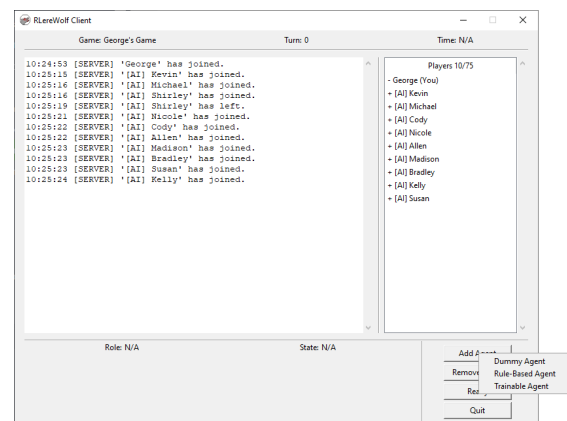 RLereWolf Client
Game: George's Game
Turn: 0
Time: N/A
10:24:53 [SERVER] 'George' has joined.
10:25:15 [SERVER] '[AI] Kevin' has joined.
10:25:16 [SERVER] '[AI] Michael' has joined.
10:25:16 [SERVER] '[AI] Shirley' has joined.
10:25:19 [SERVER] '[AI] Shirley' has left.
10:25:21 [SERVER] '[AI] Nicole' has joined.
10:25:22 [SERVER] '[AI] Cody' has joined.
10:25:22 [SERVER] '[AI] Allen' has joined.
10:25:23 [SERVER] '[AI] Madison' has joined.
10:25:23 [SERVER] '[AI] Bradley' has joined.
10:25:23 [SERVER] '[AI] Susan' has joined.
10:25:24 [SERVER] '[AI] Kelly' has joined.
Players 10/75
- George (You)
+ [AI] Kevin
+ [AI] Michael
+ [AI] Cody
+ [AI] Nicole
+ [AI] Allen
+ [AI] Madison
+ [AI] Bradley
+ [AI] Kelly
+ [AI] Susan
Role: N/A
State: N/A
Add
Remove
Quit
Dummy Agent
Rule-Based Agent
Trainable Agent